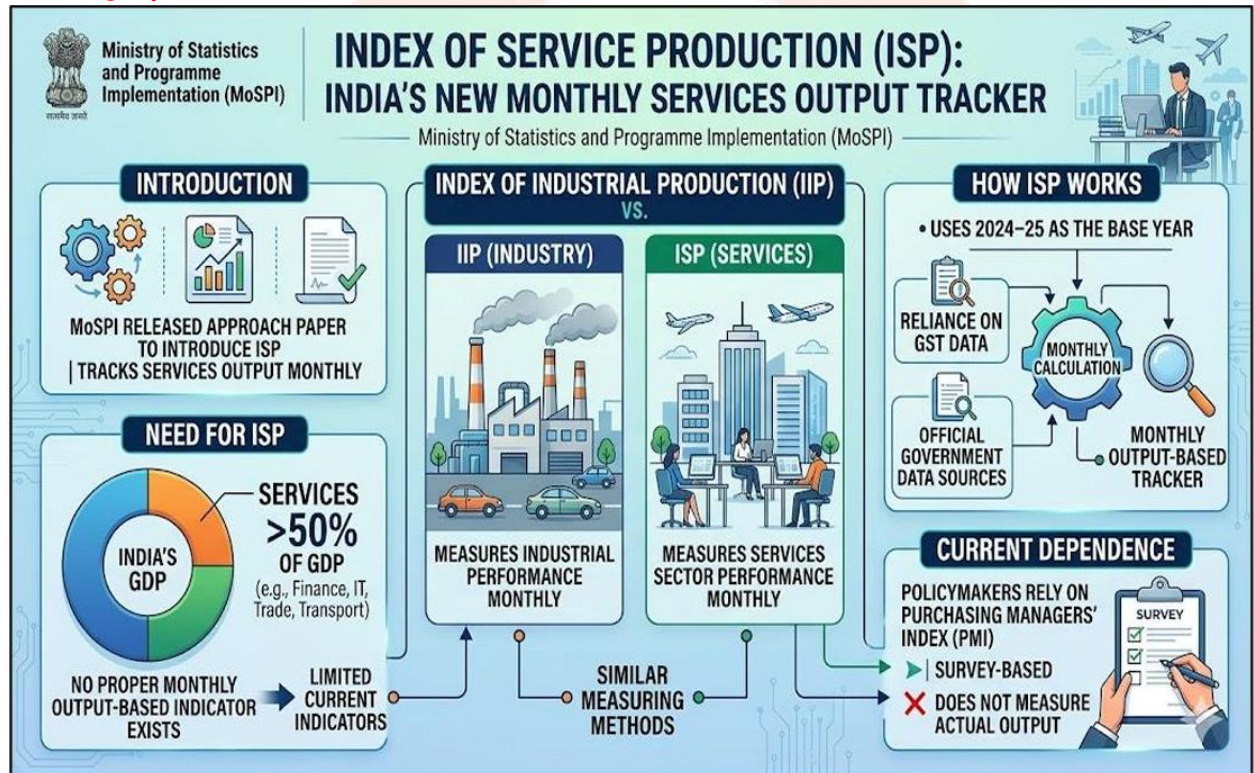 Ministry of Statistics
and Programme
Implementation (MoSPI)
सत्यमेव जयते
INDEX OF SERVICE PRODUCTION (ISP):
INDIA'S NEW MONTHLY SERVICES OUTPUT TRACKER
Ministry of Statistics and Programme Implementation (MoSPI)
INTRODUCTION
MoSPI RELEASED APPROACH PAPER
TO INTRODUCE ISP
| TRACKS SERVICES OUTPUT MONTHLY
NEED FOR ISP
INDIA'S
GDP
SERVICES
>50%
OF GDP
(e.g., Finance, IT,
Trade, Transport)
NO PROPER MONTHLY
OUTPUT-BASED INDICATOR
EXISTS
LIMITED
CURRENT
INDICATORS
INDEX OF INDUSTRIAL PRODUCTION (IIP)
VS.
IIP (INDUSTRY)
MEASURES INDUSTRIAL
PERFORMANCE
MONTHLY
ISP (SERVICES)
MEASURES SERVICES
SECTOR PERFORMANCE
MONTHLY
SIMILAR
MEASURING
METHODS
HOW ISP WORKS
• USES 2024–25 AS THE BASE YEAR
RELIANCE ON
GST DATA
OFFICIAL
GOVERNMENT
DATA SOURCES
MONTHLY
CALCULATION
MONTHLY
OUTPUT-BASED
TRACKER
CURRENT DEPENDENCE
POLICYMAKERS RELY ON
PURCHASING MANAGERS'
INDEX (PMI)
| SURVEY-BASED
DOES NOT MEASURE
ACTUAL OUTPUT
SURVEY